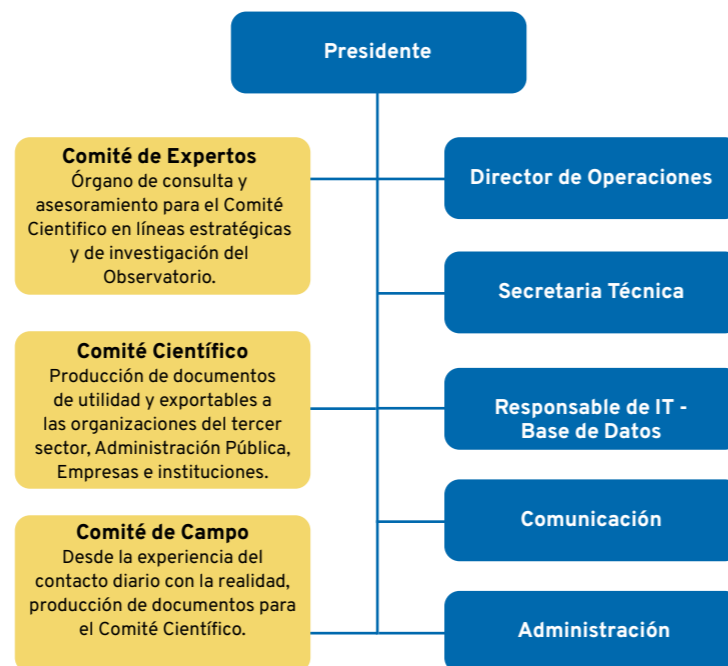 Presidente
Comité de Expertos
Órgano de consulta y
asesoramiento para el Comité
Cientifico en líneas estratégicas
y de investigación del
Observatorio.
Comité Científico
Producción de documentos
de utilidad y exportables a
las organizaciones del tercer
sector, Administración Pública,
Empresas e instituciones.
Comité de Campo
Desde la experiencia del
contacto diario con la realidad,
producción de documentos para
el Comité Científico.
Director de Operaciones
Secretaria Técnica
Responsable de IT -
Base de Datos
Comunicación
Administración